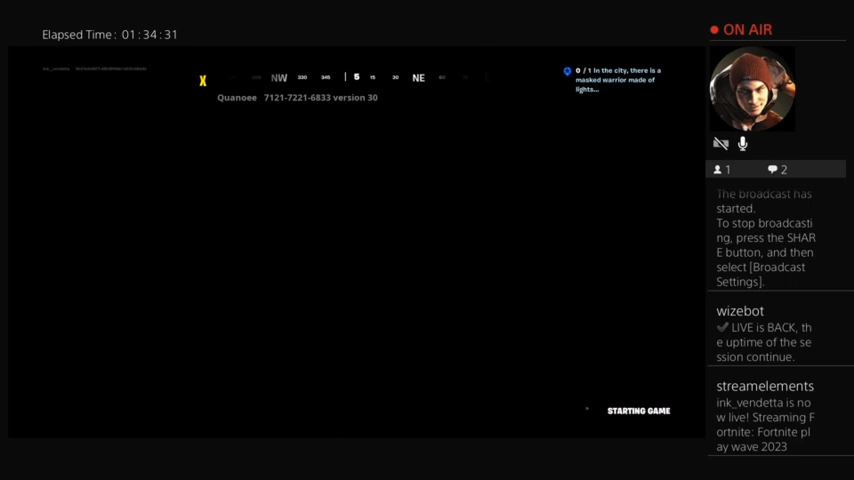 Elapsed Time: 01:34:31
ON AIR
NW 330 345 5 15 30 NE 60
Quanoee 7121-7221-6833 version 30
0 / 1 In the city, there is a
masked warrior made of
lights...
1 2
The broadcast has
started.
To stop broadcasti
ng, press the SHAR
E button, and then
select [Broadcast
Settings].
wizebot
LIVE is BACK, th
e uptime of the se
ssion continue.
streamelements
ink_vendetta is no
w live! Streaming F
ortnite: Fortnite pl
ay wave 2023
STARTING GAME